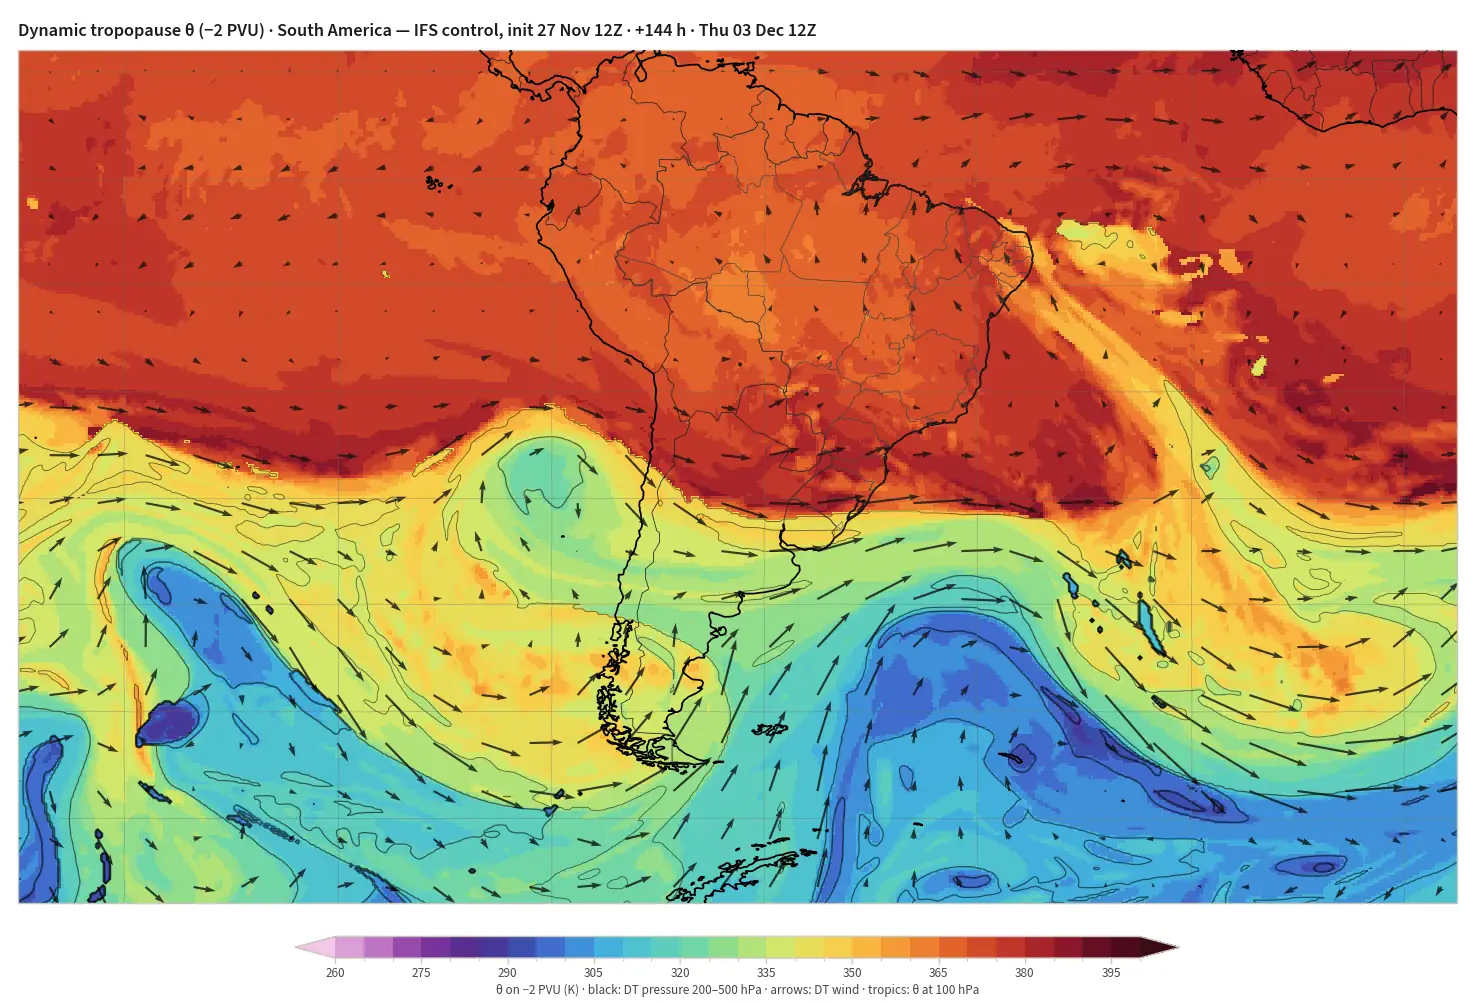 Dynamic tropopause θ (−2 PVU) · South America — IFS control, init 27 Nov 12Z · +144 h · Thu 03 Dec 12Z
260 275 290 305 320 335 350 365 380 395
θ on −2 PVU (K) · black: DT pressure 200–500 hPa · arrows: DT wind · tropics: θ at 100 hPa